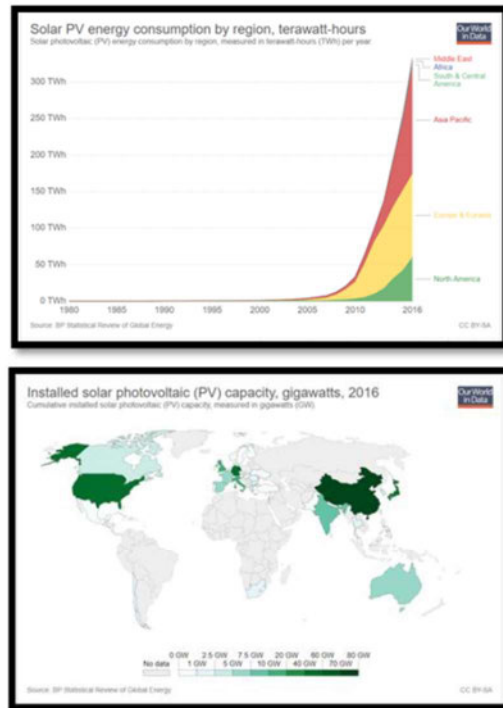 Solar PV energy consumption by region, terawatt-hours
Solar photovoltaic (PV) energy consumption by region, measured in terawatt-hours (TWh) per year
Our World
in Data
300 TWh
250 TWh
200 TWh
150 TWh
100 TWh
50 TWh
0 TWh
1980 1985 1990 1995 2000 2005 2010 2016
Middle East
Africa
South & Central
America
Asia Pacific
Europe & Eurasia
North America
Source: BP Statistical Review of Global Energy
CC BY-SA
Installed solar photovoltaic (PV) capacity, gigawatts, 2016
Cumulative installed solar photovoltaic (PV) capacity, measured in gigawatts (GW)
Our World
in Data
0 GW 2.5 GW 7.5 GW 20 GW 60 GW 80 GW
No data 1 GW 5 GW 10 GW 40 GW 70 GW
Source: BP Statistical Review of Global Energy
CC BY-SA